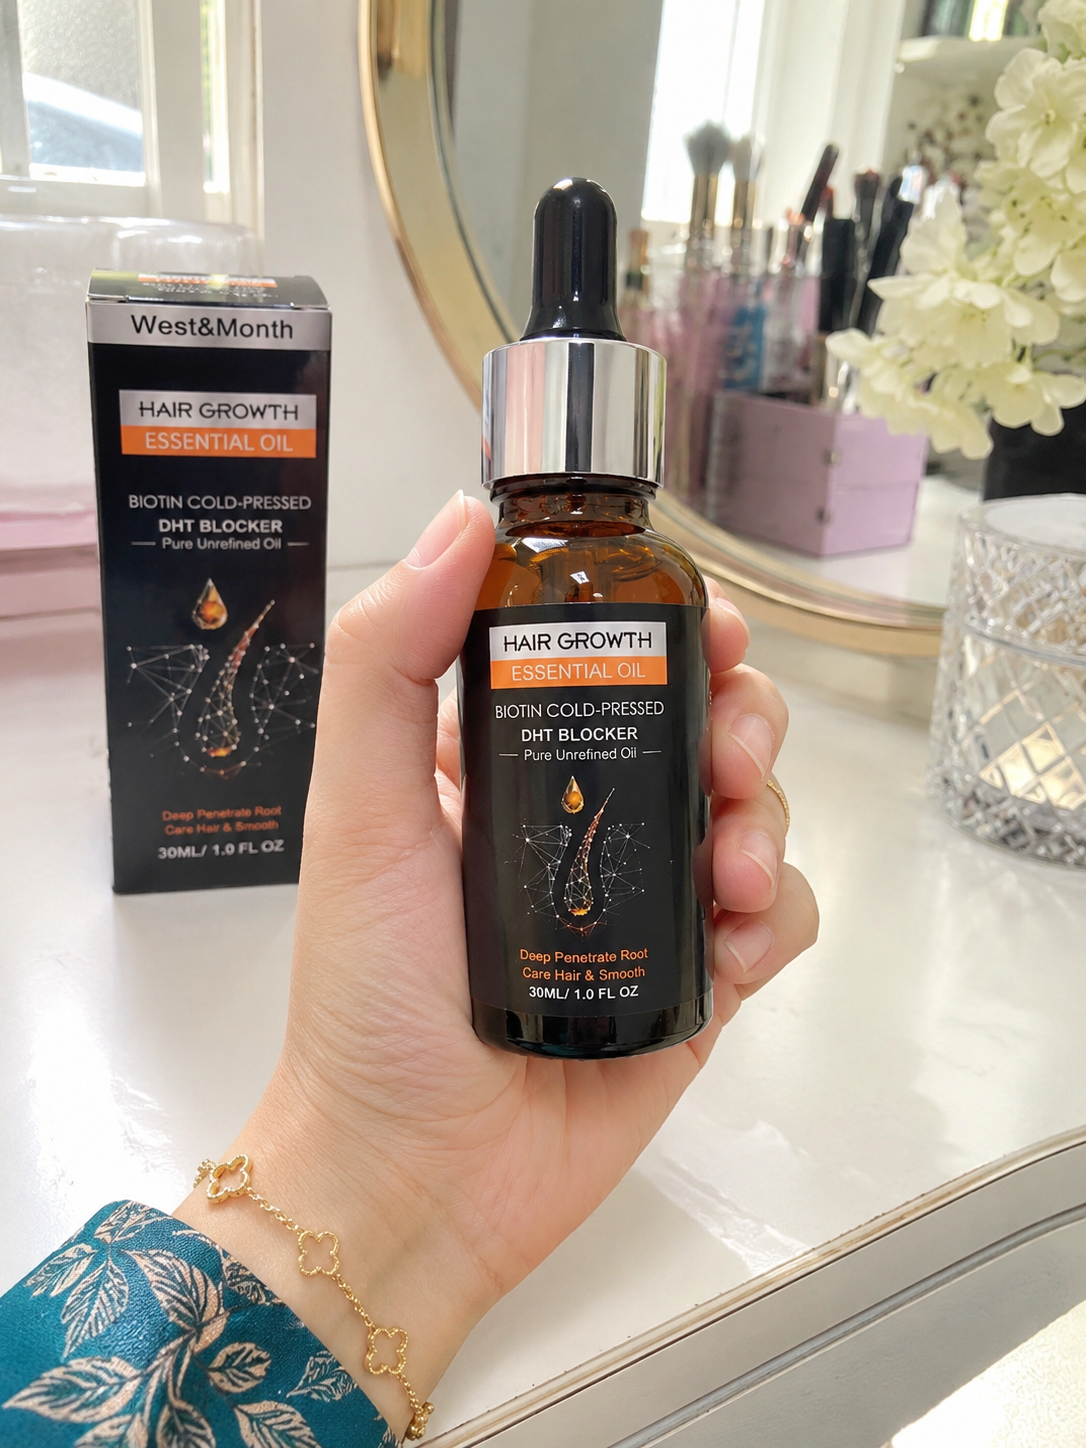 West&Month
HAIR GROWTH
ESSENTIAL OIL
BIOTIN COLD-PRESSED
DHT BLOCKER
Pure Unrefined Oil
Deep Penetrate Root
Care Hair & Smooth
30ML/ 1.0 FL OZ
HAIR GROWTH
ESSENTIAL OIL
BIOTIN COLD-PRESSED
DHT BLOCKER
Pure Unrefined Oil
Deep Penetrate Root
Care Hair & Smooth
30ML/ 1.0 FL OZ